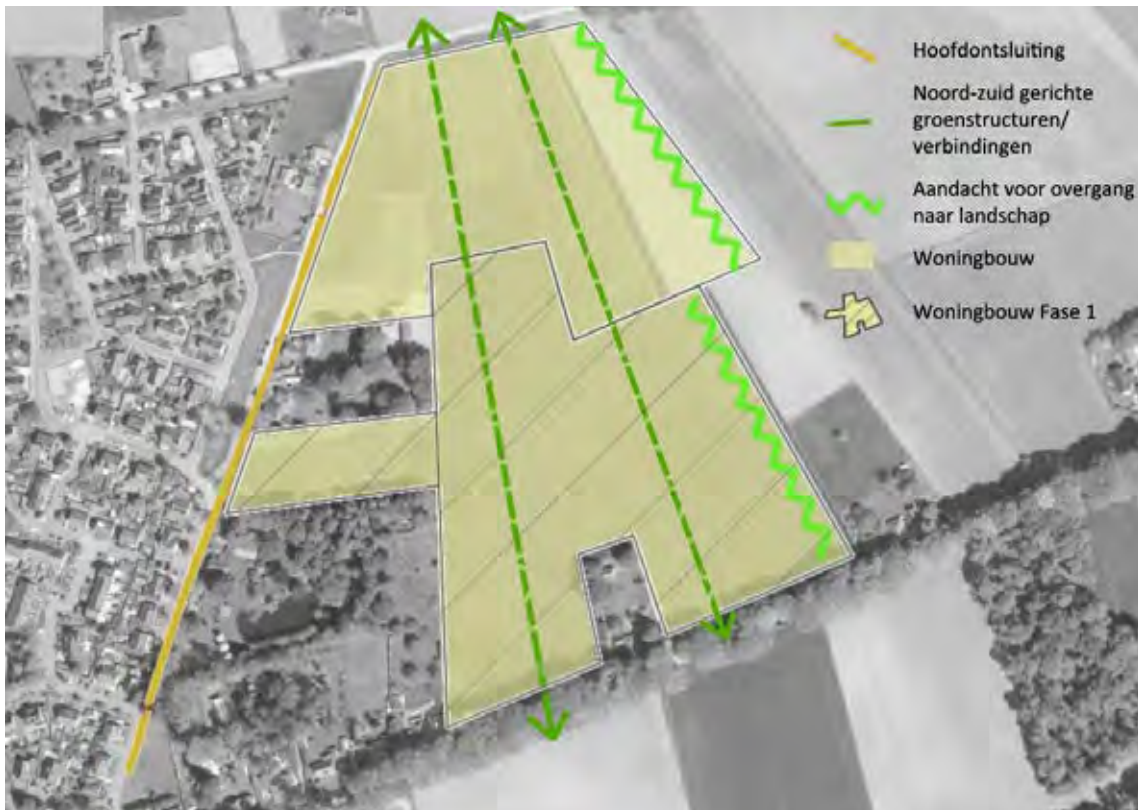 Hoofdontsluiting
Noord-zuid gerichte
groenstructuren/
verbindingen
Aandacht voor overgang
naar landschap
Woningbouw
Woningbouw Fase 1